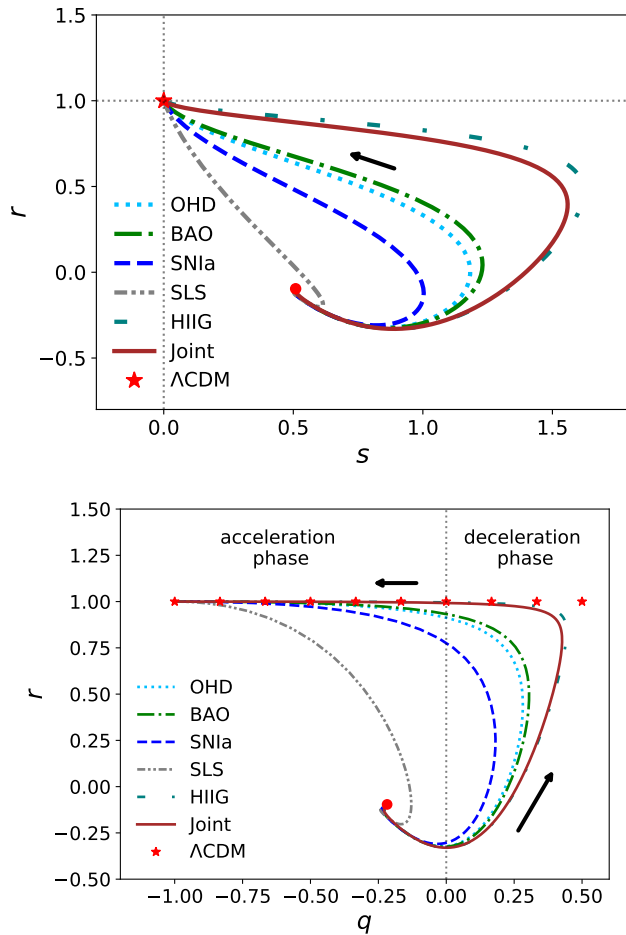 1.5
1.0
0.5
0.0
−0.5
r
OHD
BAO
SNIa
SLS
HIIG
Joint
ΛCDM
0.0
0.5
1.0
1.5
s
1.50
1.25
1.00
0.75
0.50
0.25
0.00
−0.25
−0.50
r
acceleration
phase
deceleration
phase
OHD
BAO
SNIa
SLS
HIIG
Joint
ΛCDM
−1.00
−0.75
−0.50
−0.25
0.00
0.25
0.50
q